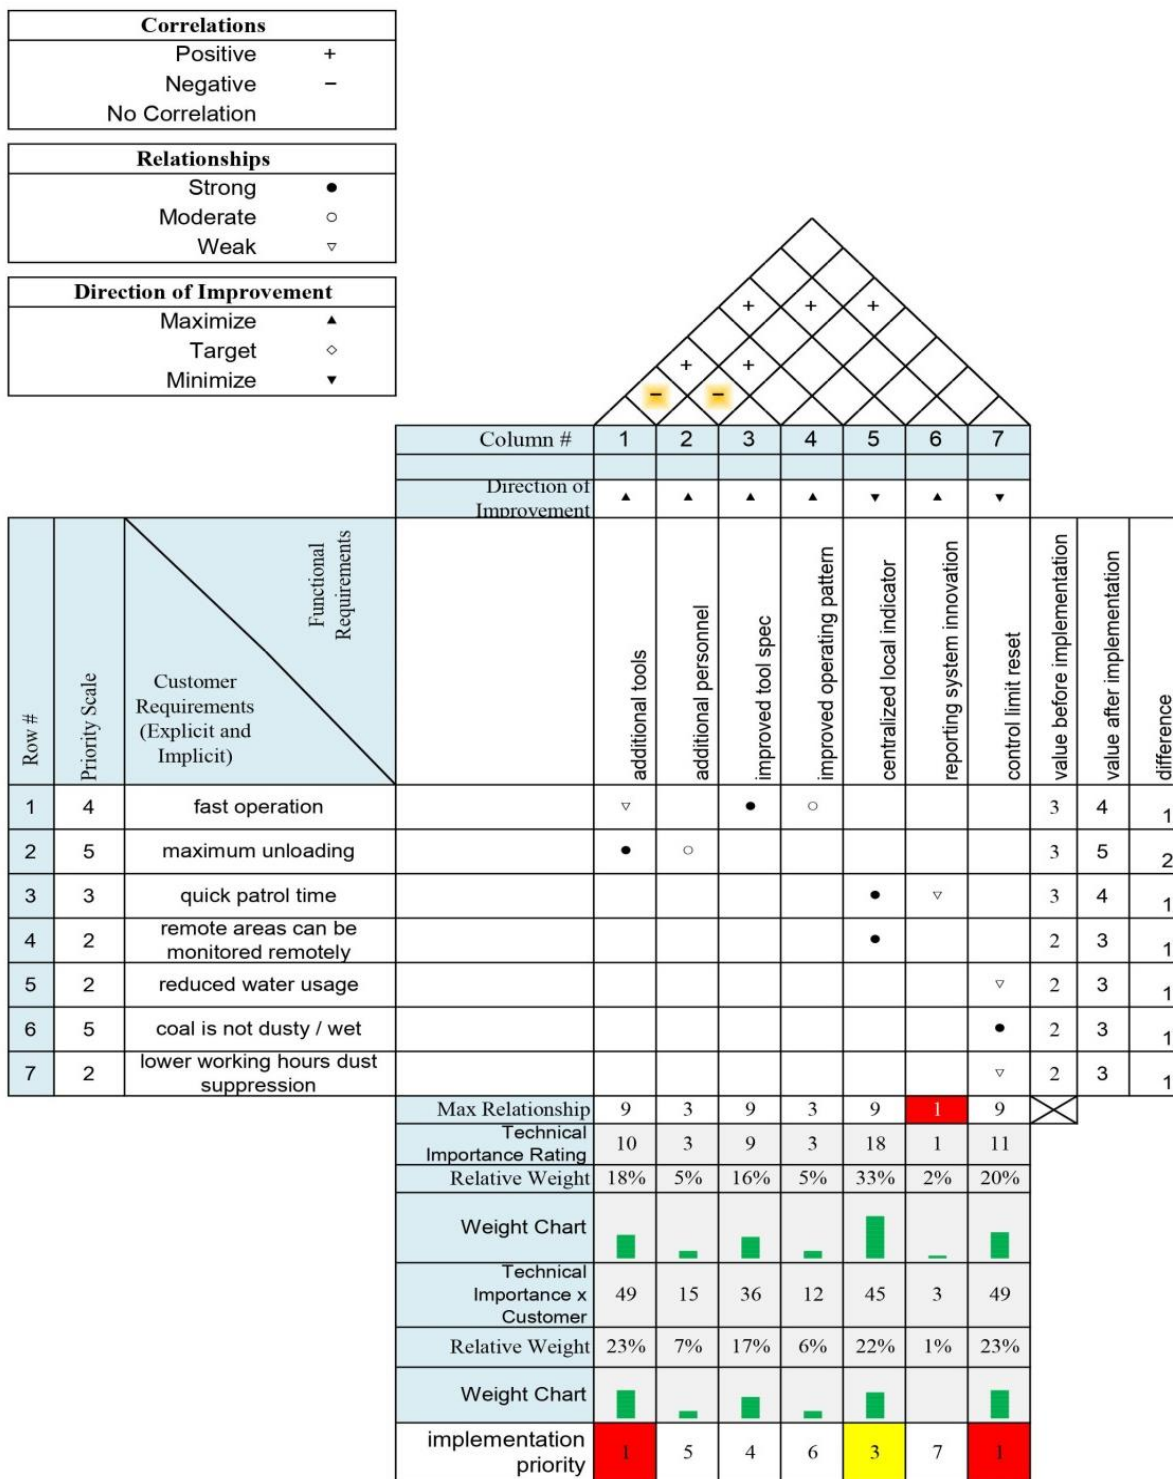 Correlations
Positive +
Negative −
No Correlation
Relationships
Strong ●
Moderate ○
Weak ▽
Direction of Improvement
Maximize ▲
Target ◇
Minimize ▼
+ + +
+ +
− −
Column # 1 2 3 4 5 6 7
Direction of
Improvement ▲ ▲ ▲ ▲ ▼ ▲ ▼
Row #
Priority Scale
Customer
Requirements
(Explicit and
Implicit)
Functional
Requirements
additional tools
additional personnel
improved tool spec
improved operating pattern
centralized local indicator
reporting system innovation
control limit reset
value before implementation
value after implementation
difference
1 4 fast operation ▽ ● ○ 3 4 1
2 5 maximum unloading ● ○ 3 5 2
3 3 quick patrol time ● ▽ 3 4 1
4 2 remote areas can be
monitored remotely ● 2 3 1
5 2 reduced water usage ▽ 2 3 1
6 5 coal is not dusty / wet ● 2 3 1
7 2 lower working hours dust
suppression ▽ 2 3 1
Max Relationship 9 3 9 3 9 1 9
Technical
Importance Rating 10 3 9 3 18 1 11
Relative Weight 18% 5% 16% 5% 33% 2% 20%
Weight Chart
Technical
Importance x
Customer 49 15 36 12 45 3 49
Relative Weight 23% 7% 17% 6% 22% 1% 23%
Weight Chart
implementation
priority 1 5 4 6 3 7 1